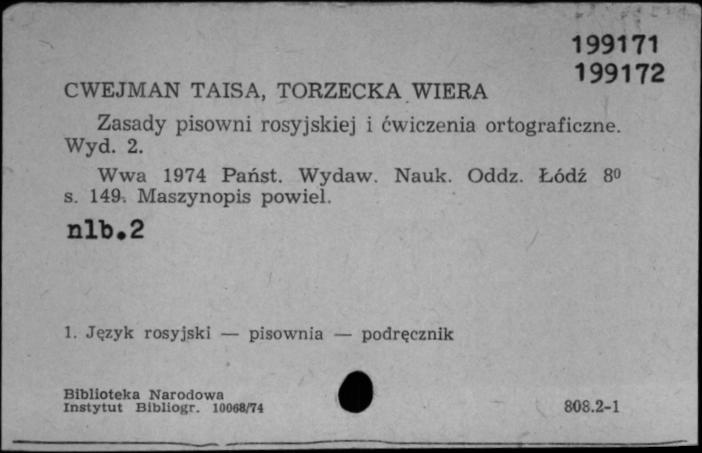 199171
199172
CWEJMAN TAISA, TORZECKA WIERA
Zasady pisowni rosyjskiej i ćwiczenia ortograficzne.
Wyd. 2.
Wwa 1974 Państ. Wydaw. Nauk. Oddz. Łódź 8⁰
s. 149. Maszynopis powiel.
nlb.2
1. Język rosyjski — pisownia — podręcznik
Biblioteka Narodowa
Instytut Bibliogr. 10068/74
808.2-1